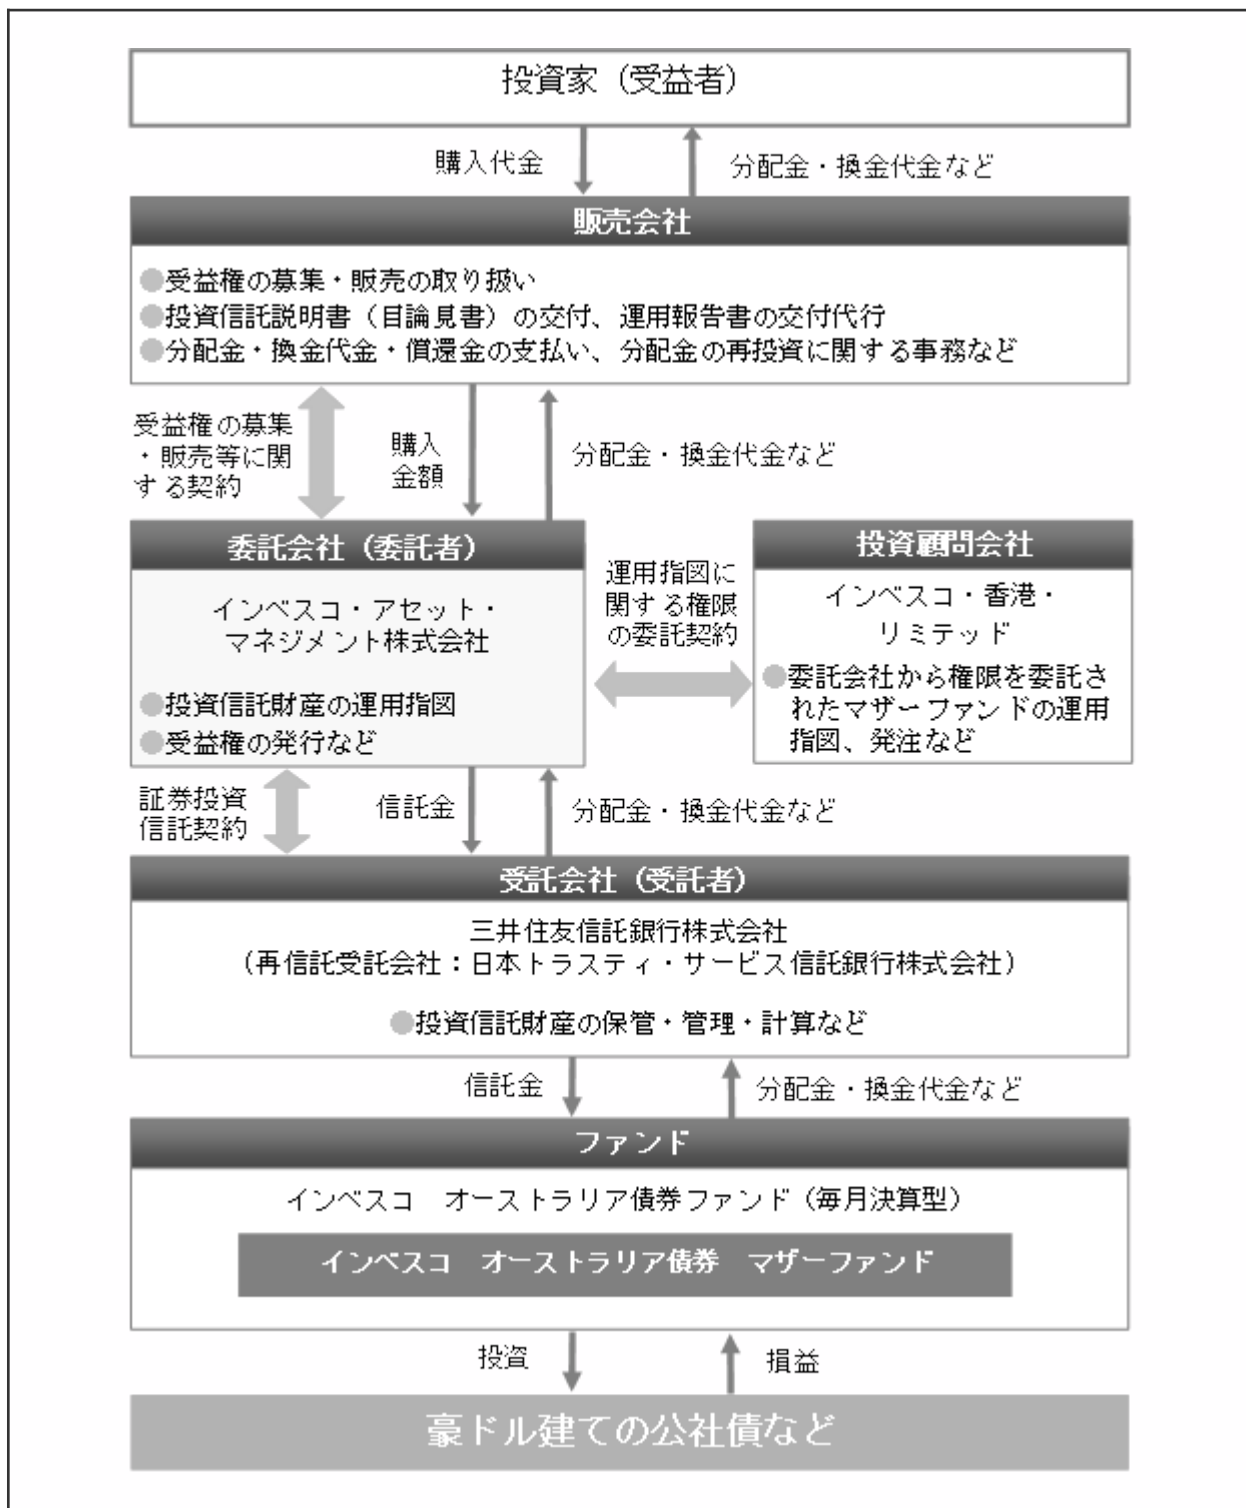 投資家（受益者）
購入代金
分配金・換金代金など
販売会社
●受益権の募集・販売の取り扱い
●投資信託説明書（目論見書）の交付、運用報告書の交付代行
●分配金・換金代金・償還金の支払い、分配金の再投資に関する事務など
受益権の募集
・販売等に関
する契約
購入
金額
分配金・換金代金など
委託会社（委託者）
インベスコ・アセット・
マネジメント株式会社
●投資信託財産の運用指図
●受益権の発行など
運用指図に
関する権限
の委託契約
投資顧問会社
インベスコ・香港・
リミテッド
●委託会社から権限を委託さ
れたマザーファンドの運用
指図、発注など
証券投資
信託契約
信託金
分配金・換金代金など
受託会社（受託者）
三井住友信託銀行株式会社
（再信託受託会社：日本トラスティ・サービス信託銀行株式会社）
●投資信託財産の保管・管理・計算など
信託金
分配金・換金代金など
ファンド
インベスコ　オーストラリア債券ファンド（毎月決算型）
インベスコ　オーストラリア債券　マザーファンド
投資
損益
豪ドル建ての公社債など